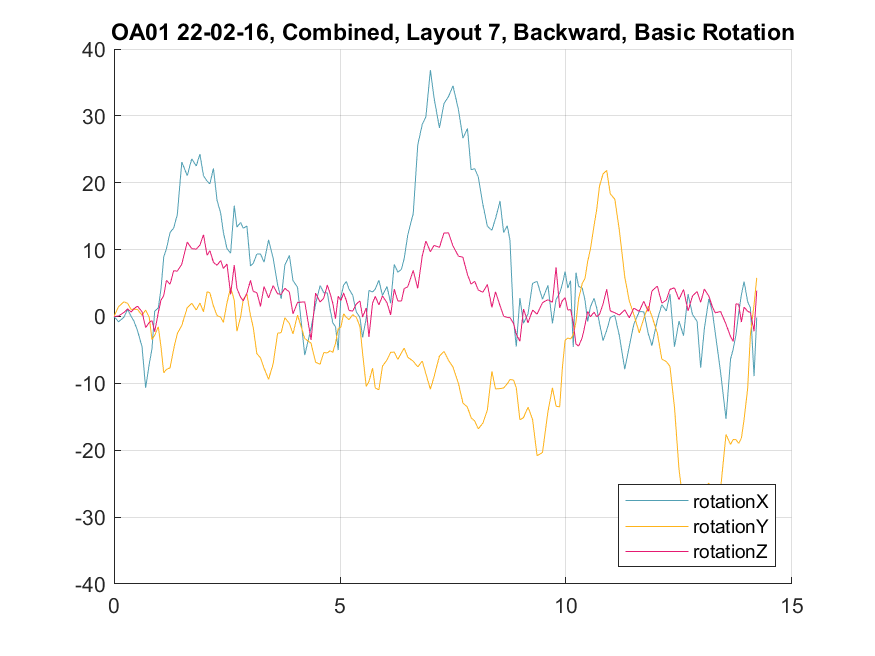 OA01 22-02-16, Combined, Layout 7, Backward, Basic Rotation
40
30
20
10
0
-10
-20
-30
-40
0 5 10 15
rotationX
rotationY
rotationZ